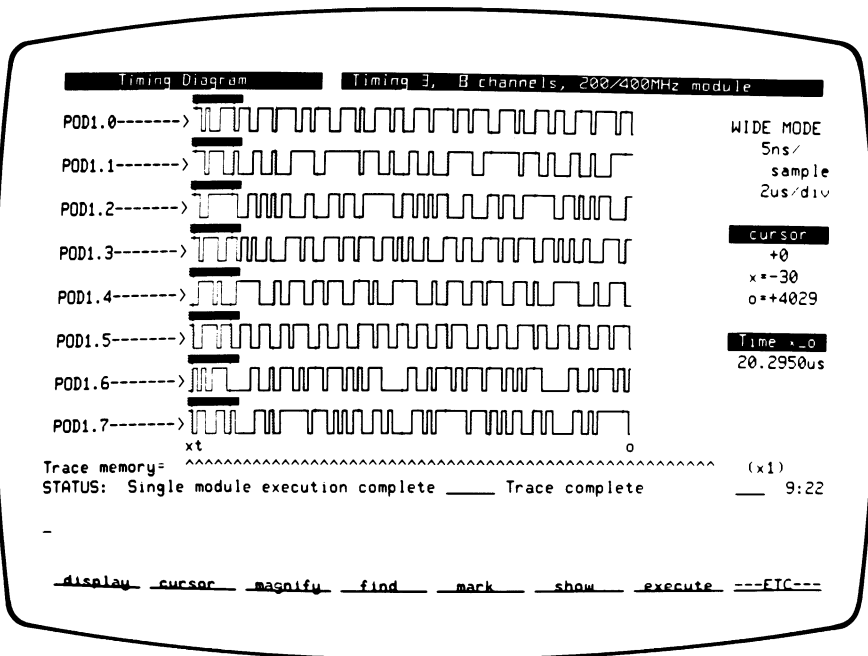 Timing Diagram
Timing 3, 8 channels, 200/400MHz module
POD1.0------->
WIDE MODE
5ns/
sample
2us/div
POD1.1------->
POD1.2------->
POD1.3------->
cursor
+0
x=-30
o=+4029
POD1.4------->
POD1.5------->
Time x_o
20.2950us
POD1.6------->
POD1.7------->
xt
o
Trace memory= ^^^^^^^^^^^^^^^^^^^^^^^^^^^^^^^^^^^^^^^^^^^^^^^^^^^^^^^ (x1)
STATUS: Single module execution complete _____ Trace complete ___ 9:22
_
display cursor magnify find mark show execute ---ETC---